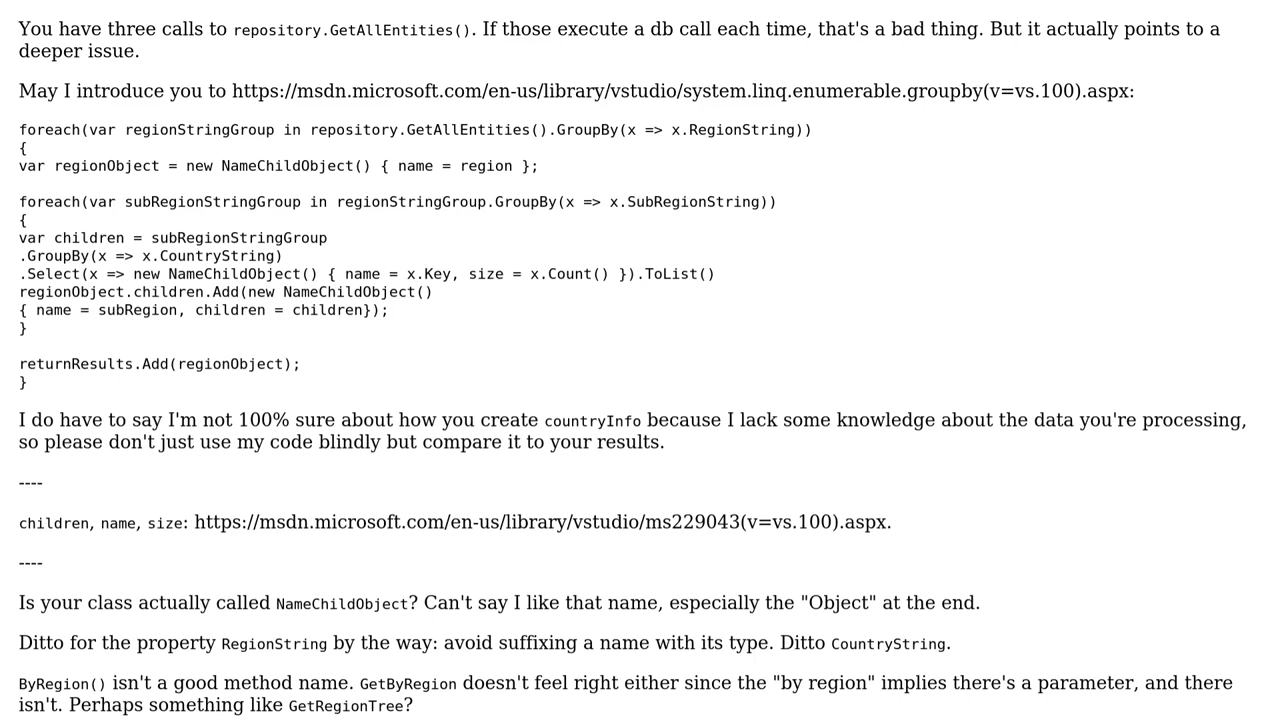 You have three calls to repository.GetAllEntities(). If those execute a db call each time, that's a bad thing. But it actually points to a
deeper issue.
May I introduce you to https://msdn.microsoft.com/en-us/library/vstudio/system.linq.enumerable.groupby(v=vs.100).aspx:
foreach(var regionStringGroup in repository.GetAllEntities().GroupBy(x => x.RegionString))
{
var regionObject = new NameChildObject() { name = region };
foreach(var subRegionStringGroup in regionStringGroup.GroupBy(x => x.SubRegionString))
{
var children = subRegionStringGroup
.GroupBy(x => x.CountryString)
.Select(x => new NameChildObject() { name = x.Key, size = x.Count() }).ToList()
regionObject.children.Add(new NameChildObject()
{ name = subRegion, children = children});
}
returnResults.Add(regionObject);
}
I do have to say I'm not 100% sure about how you create countryInfo because I lack some knowledge about the data you're processing,
so please don't just use my code blindly but compare it to your results.
----
children, name, size: https://msdn.microsoft.com/en-us/library/vstudio/ms229043(v=vs.100).aspx.
----
Is your class actually called NameChildObject? Can't say I like that name, especially the "Object" at the end.
Ditto for the property RegionString by the way: avoid suffixing a name with its type. Ditto CountryString.
ByRegion() isn't a good method name. GetByRegion doesn't feel right either since the "by region" implies there's a parameter, and there
isn't. Perhaps something like GetRegionTree?